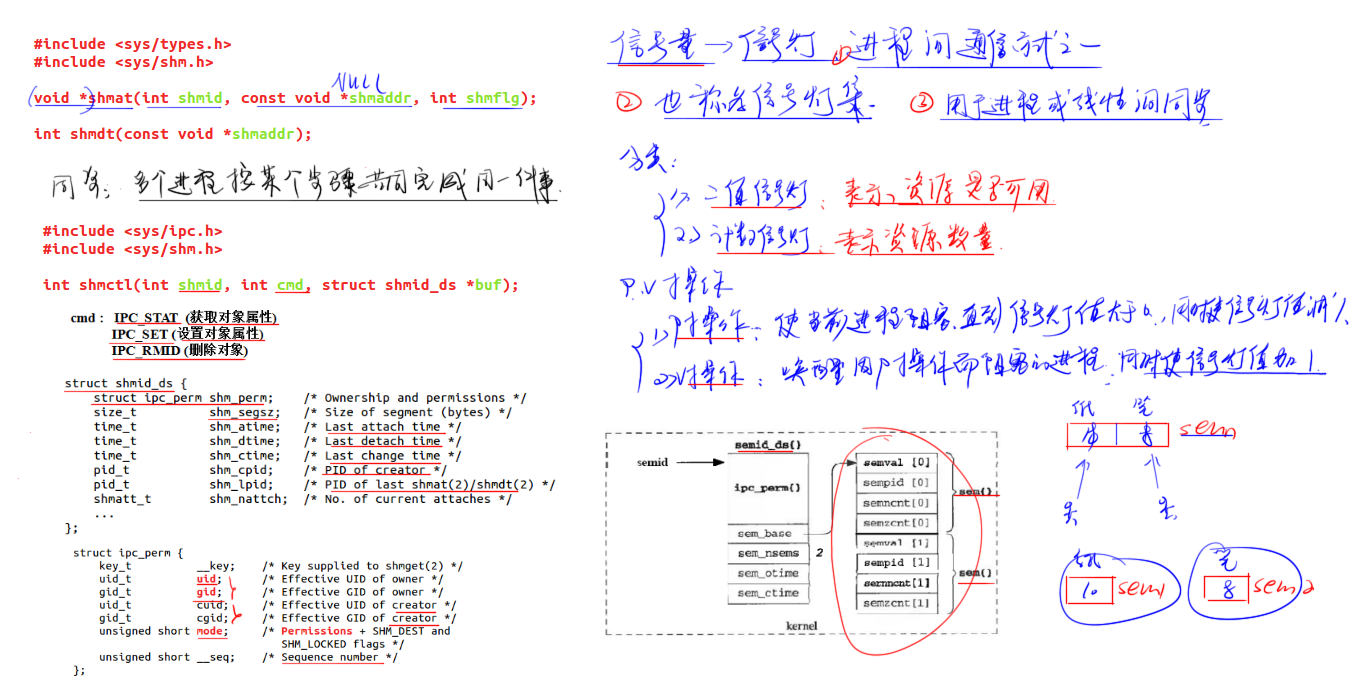 #include <sys/types.h>
#include <sys/shm.h>
NULL
void *shmat(int shmid, const void *shmaddr, int shmflg);
int shmdt(const void *shmaddr);
同步：多个进程按某个步骤共同完成同一件事.
#include <sys/ipc.h>
#include <sys/shm.h>
int shmctl(int shmid, int cmd, struct shmid_ds *buf);
cmd： IPC_STAT (获取对象属性)
IPC_SET (设置对象属性)
IPC_RMID (删除对象)
struct shmid_ds {
struct ipc_perm shm_perm; /* Ownership and permissions */
size_t shm_segsz; /* Size of segment (bytes) */
time_t shm_atime; /* Last attach time */
time_t shm_dtime; /* Last detach time */
time_t shm_ctime; /* Last change time */
pid_t shm_cpid; /* PID of creator */
pid_t shm_lpid; /* PID of last shmat(2)/shmdt(2) */
shmatt_t shm_nattch; /* No. of current attaches */
...
};
struct ipc_perm {
key_t __key; /* Key supplied to shmget(2) */
uid_t uid; /* Effective UID of owner */
gid_t gid; /* Effective GID of owner */
uid_t cuid; /* Effective UID of creator */
gid_t cgid; /* Effective GID of creator */
unsigned short mode; /* Permissions + SHM_DEST and
SHM_LOCKED flags */
unsigned short __seq; /* Sequence number */
};
信号量→信号灯 ①进程间通信方式之一
② 也称为信号灯集. ③ 用于进程或线性间同步
分类：
1> 二值信号灯：表示资源是否可用.
2> 计数信号灯：表示资源数量.
P.V操作
1>P操作：使当前进程阻塞,直到信号灯值大于0,同时使信号灯值减1.
2>V操作：唤醒因P操作而阻塞的进程,同时使信号灯值加1.
纸 笔
sem
semid
semid_ds{}
ipc_perm{}
sem_base
sem_nsems 2
sem_otime
sem_ctime
semval [0]
sempid [0]
semncnt[0]
semzcnt[0]
sem{}
semval [1]
sempid [1]
semncnt[1]
semzcnt[1]
sem{}
kernel
纸 笔
10 sem1 8 sem2